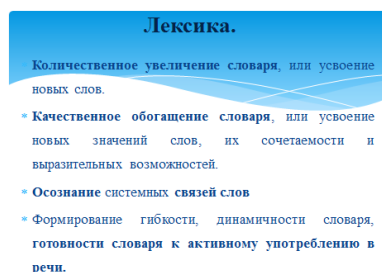 Лексика.
Количественное увеличение словаря, или усвоение
новых слов.
* Качественное обогащение словаря, или усвоение
новых значений слов, их сочетаемости и
выразительных возможностей.
* Осознание системных связей слов
* Формирование гибкости, динамичности словаря,
готовности словаря к активному употреблению в
речи.